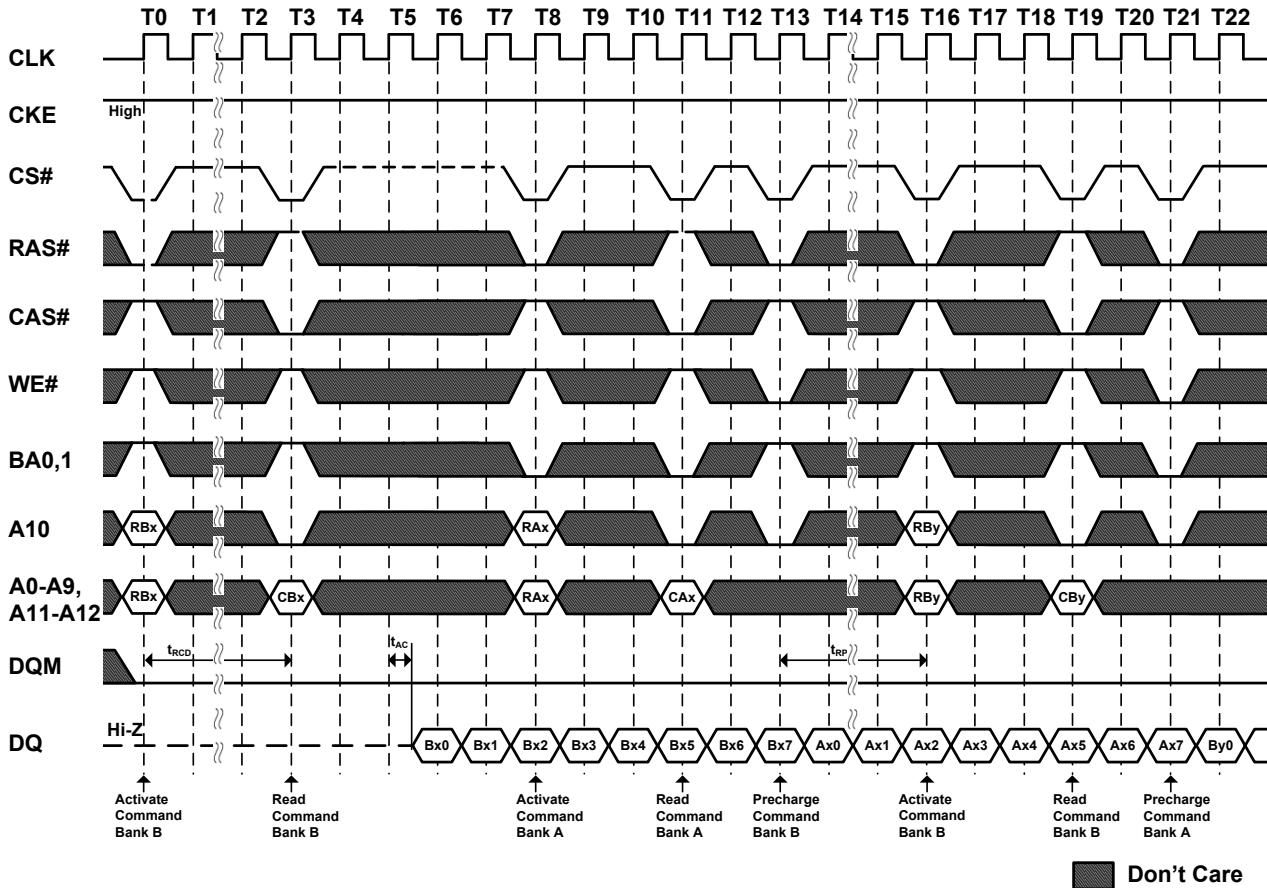 T0 T1 T2 T3 T4 T5 T6 T7 T8 T9 T10 T11 T12 T13 T14 T15 T16 T17 T18 T19 T20 T21 T22
CLK
CKE
High
CS#
RAS#
CAS#
WE#
BA0,1
A10
RBx RAx RBy
A0-A9,
A11-A12
RBx CBx RAx CAx RBy CBy
DQM
tRCD tAC tRP
DQ
Hi-Z
Bx0 Bx1 Bx2 Bx3 Bx4 Bx5 Bx6 Bx7 Ax0 Ax1 Ax2 Ax3 Ax4 Ax5 Ax6 Ax7 By0
Activate
Command
Bank B
Read
Command
Bank B
Activate
Command
Bank A
Read
Command
Bank A
Precharge
Command
Bank B
Activate
Command
Bank B
Read
Command
Bank B
Precharge
Command
Bank A
Don't Care